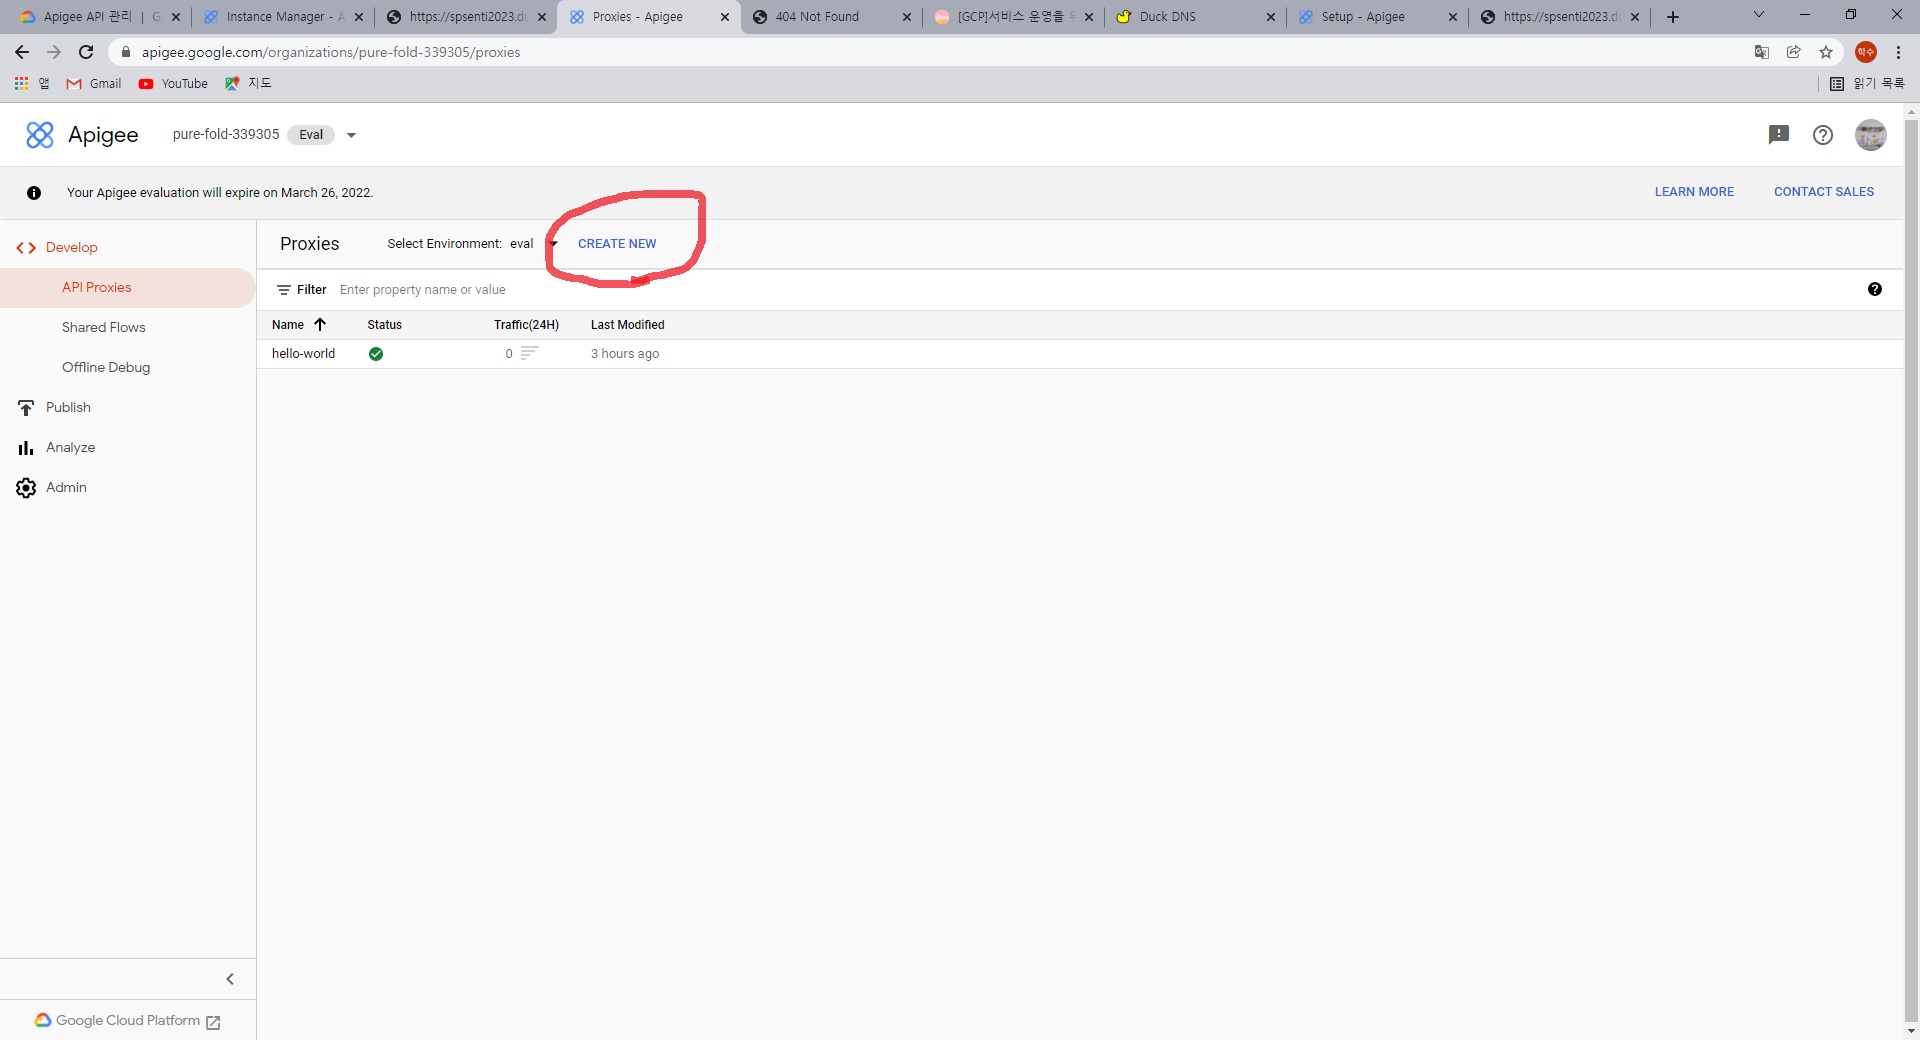 Apigee API 관리 | G
Instance Manager - A
https://spsenti2023.du
Proxies - Apigee
404 Not Found
[GCP]서비스 운영을
Duck DNS
Setup - Apigee
https://spsenti2023.d
apigee.google.com/organizations/pure-fold-339305/proxies
학수
앱
Gmail
YouTube
지도
읽기 목록
Apigee
pure-fold-339305
Eval
Your Apigee evaluation will expire on March 26, 2022.
LEARN MORE
CONTACT SALES
Develop
API Proxies
Shared Flows
Offline Debug
Publish
Analyze
Admin
Proxies
Select Environment: eval
CREATE NEW
Filter Enter property name or value
Name Status Traffic(24H) Last Modified
hello-world 0 3 hours ago
Google Cloud Platform